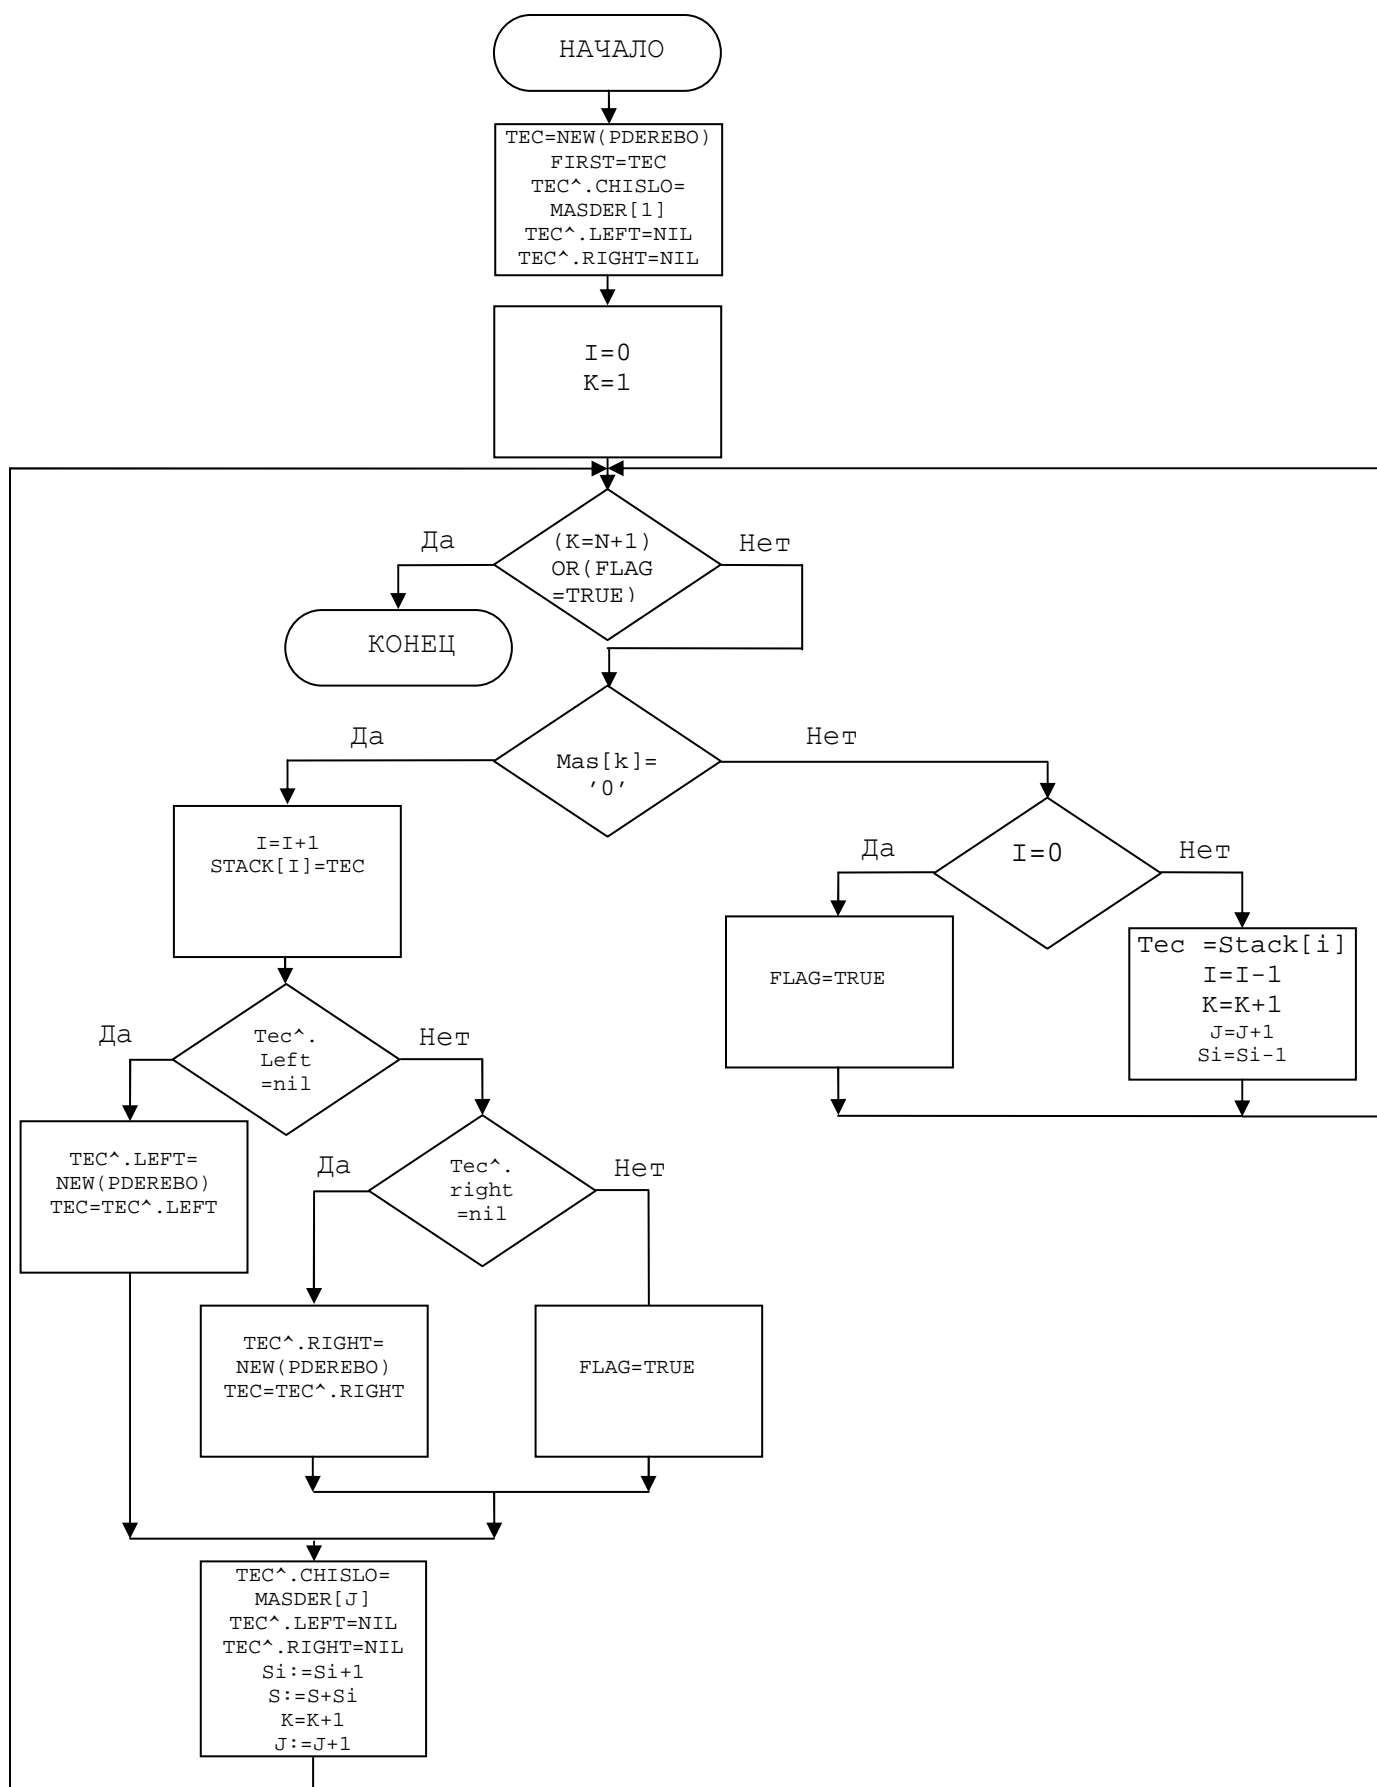 НАЧАЛО
TEC=NEW(PDEREBO)
FIRST=TEC
TEC^.CHISLO=
MASDER[1]
TEC^.LEFT=NIL
TEC^.RIGHT=NIL
I=0
K=1
Да
(K=N+1)
OR(FLAG
=TRUE)
Нет
КОНЕЦ
Да
Mas[k]=
'0'
Нет
I=I+1
STACK[I]=TEC
Да
I=0
Нет
FLAG=TRUE
Tec =Stack[i]
I=I-1
K=K+1
J=J+1
Si=Si-1
Да
Tec^.
Left
=nil
Нет
TEC^.LEFT=
NEW(PDEREBO)
TEC=TEC^.LEFT
Да
Tec^.
right
=nil
Нет
TEC^.RIGHT=
NEW(PDEREBO)
TEC=TEC^.RIGHT
FLAG=TRUE
TEC^.CHISLO=
MASDER[J]
TEC^.LEFT=NIL
TEC^.RIGHT=NIL
Si:=Si+1
S:=S+Si
K=K+1
J:=J+1